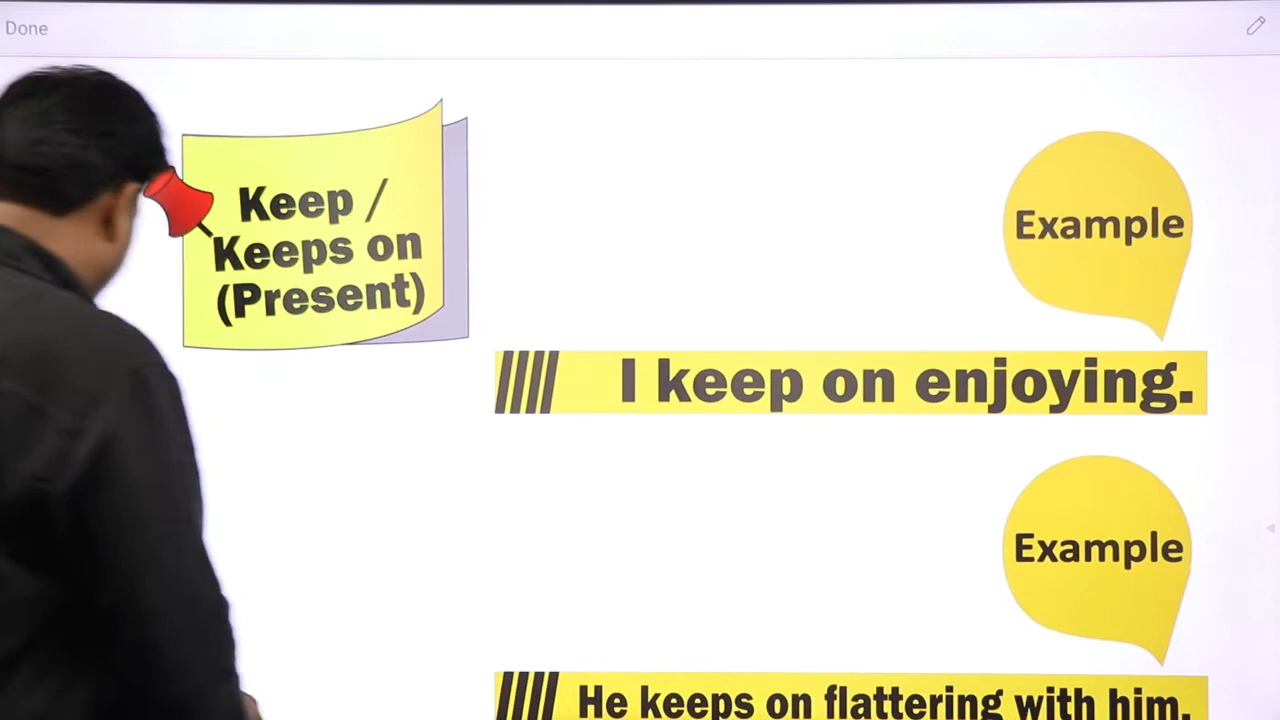 Done
Keep /
Keeps on
(Present)
Example
I keep on enjoying.
Example
He keeps on flattering with him.